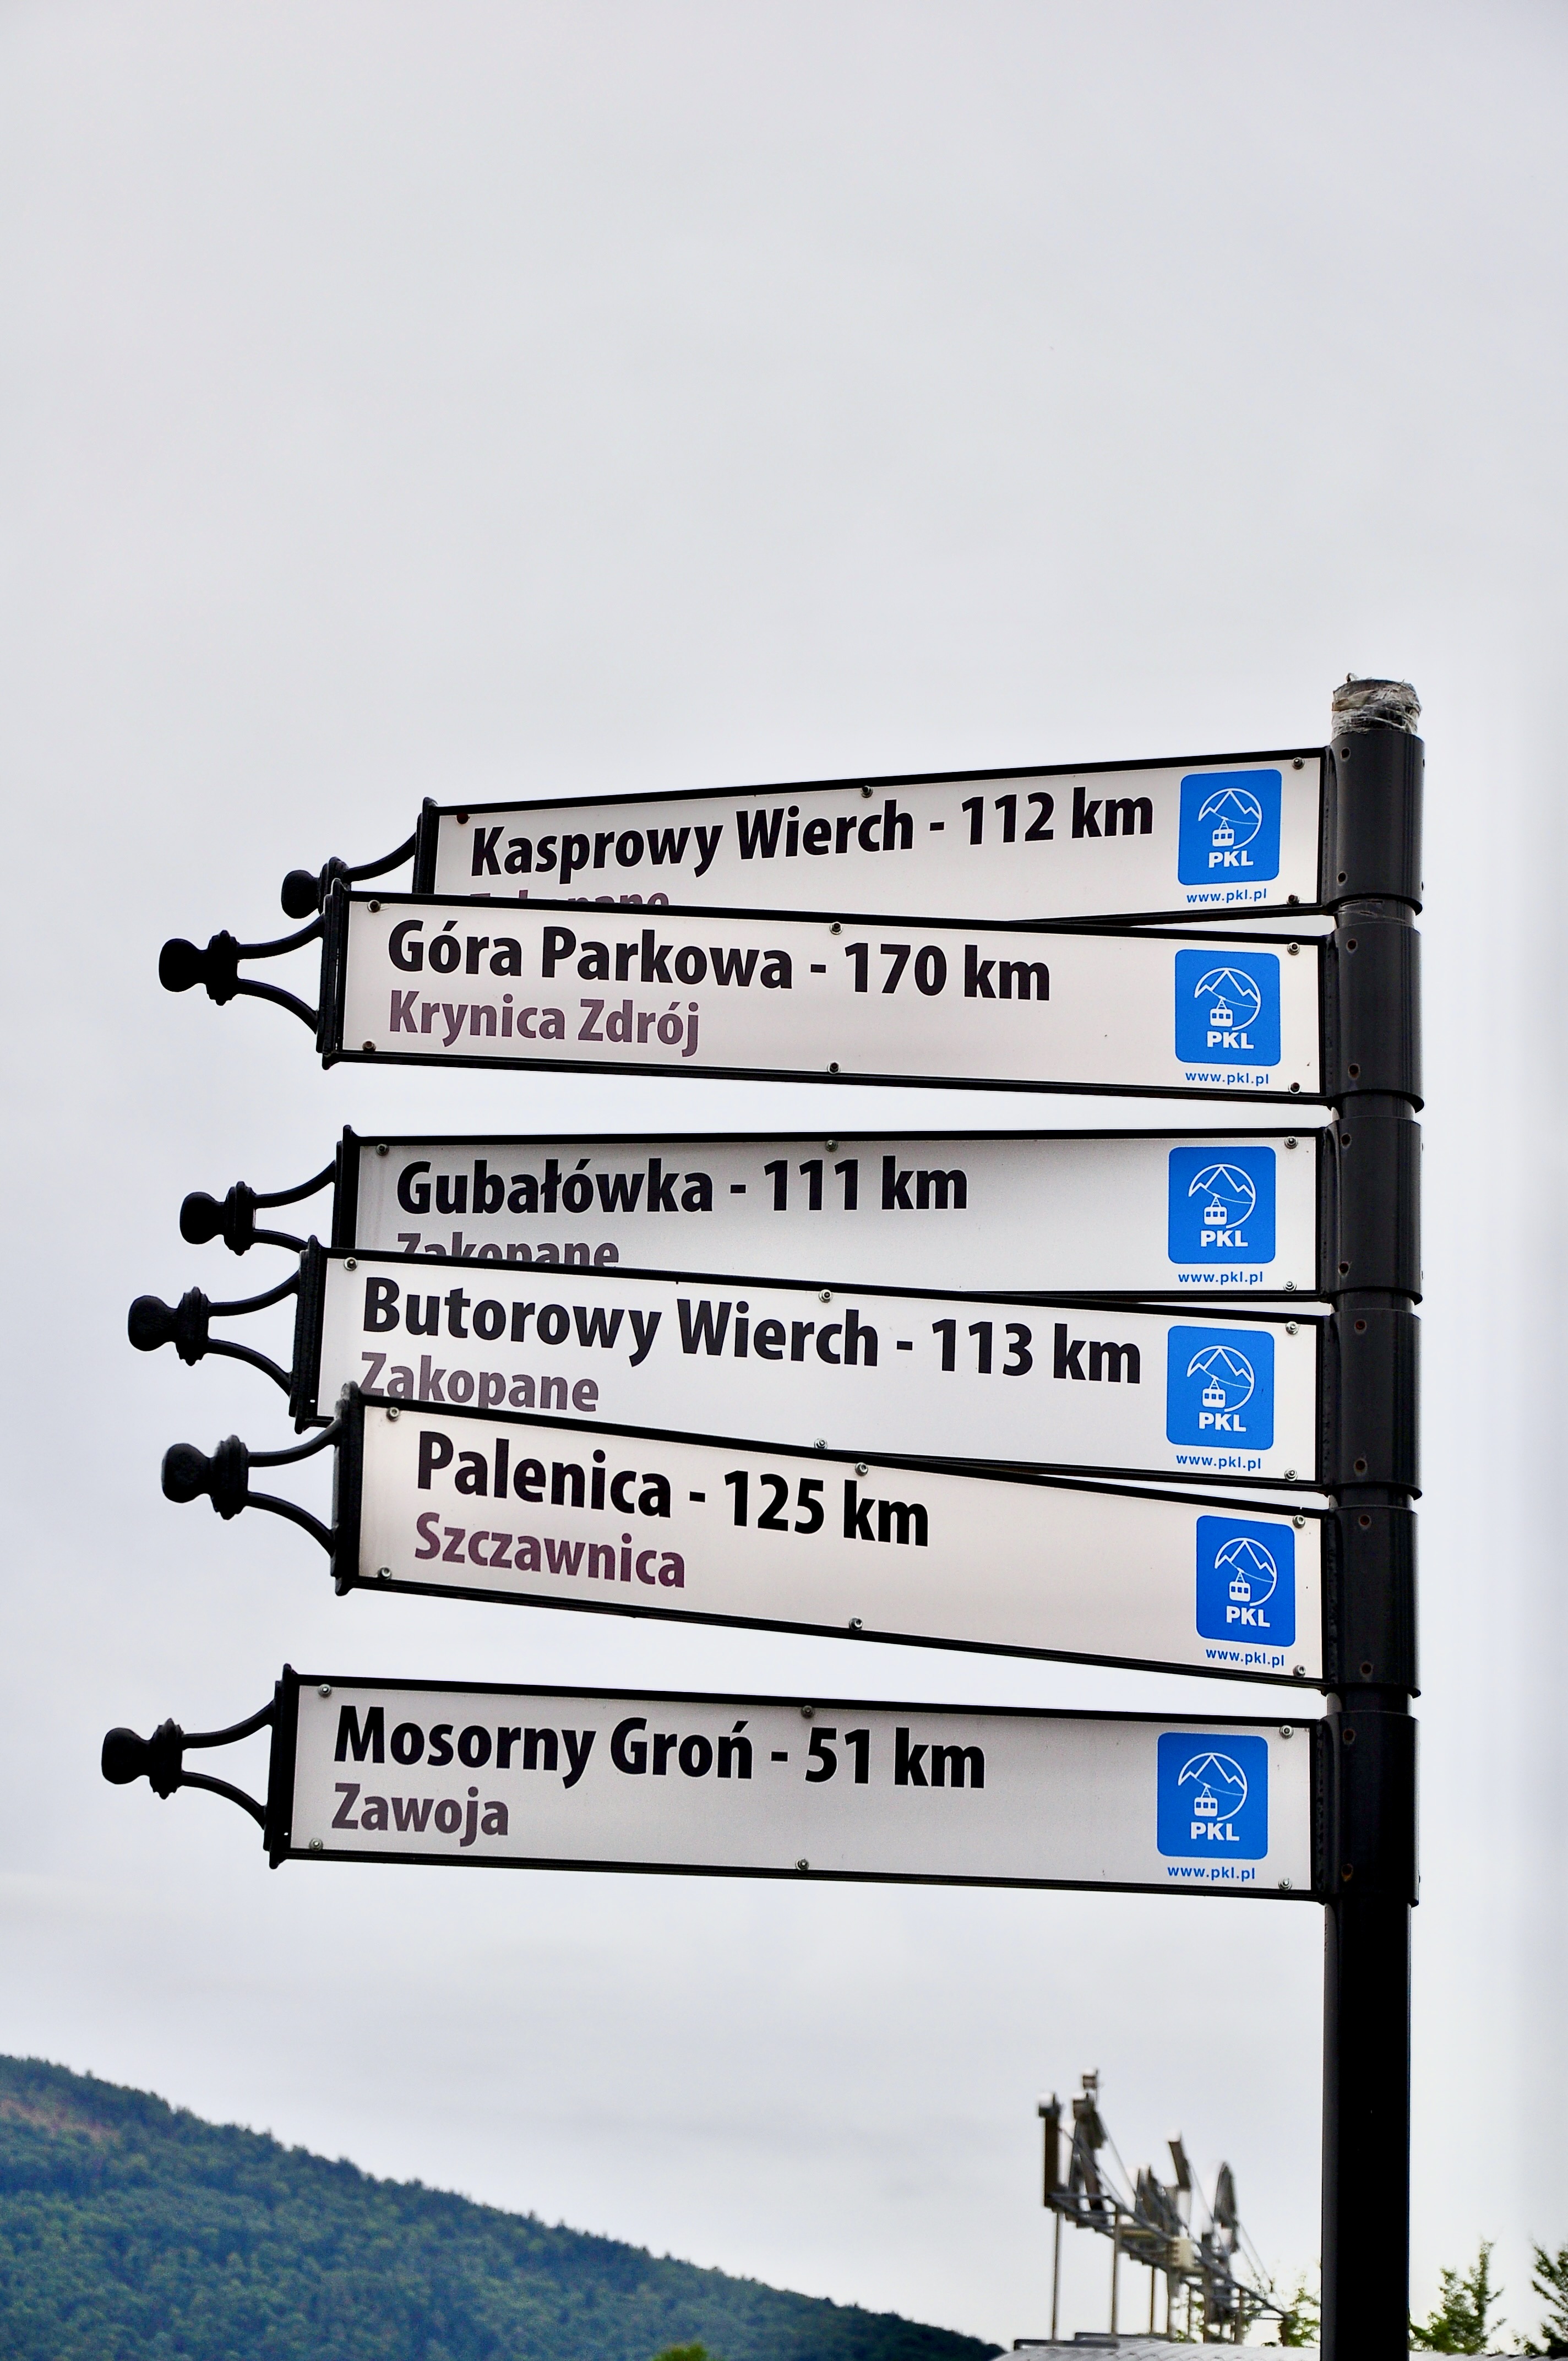 Kasprowy Wierch - 112 km
Zakopane
PKL
www.pkl.pl
Góra Parkowa - 170 km
Krynica Zdrój
PKL
www.pkl.pl
Gubałówka - 111 km
Zakopane
PKL
www.pkl.pl
Butorowy Wierch - 113 km
Zakopane
PKL
www.pkl.pl
Palenica - 125 km
Szczawnica
PKL
www.pkl.pl
Mosorny Groń - 51 km
Zawoja
PKL
www.pkl.pl